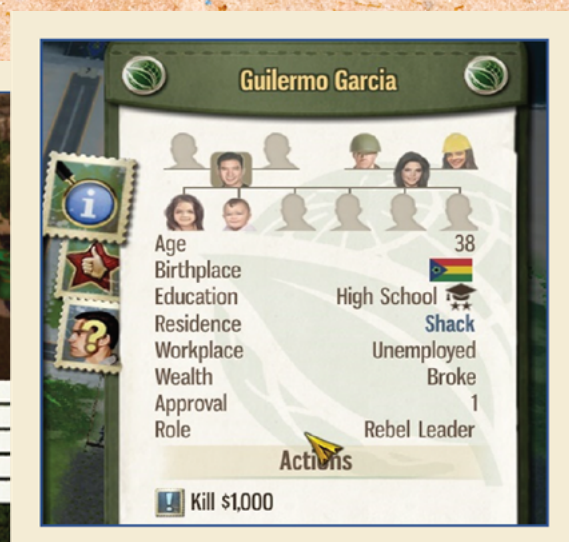 Guilermo Garcia
Age 38
Birthplace
Education High School
Residence Shack
Workplace Unemployed
Wealth Broke
Approval 1
Role Rebel Leader
Actions
Kill $1,000